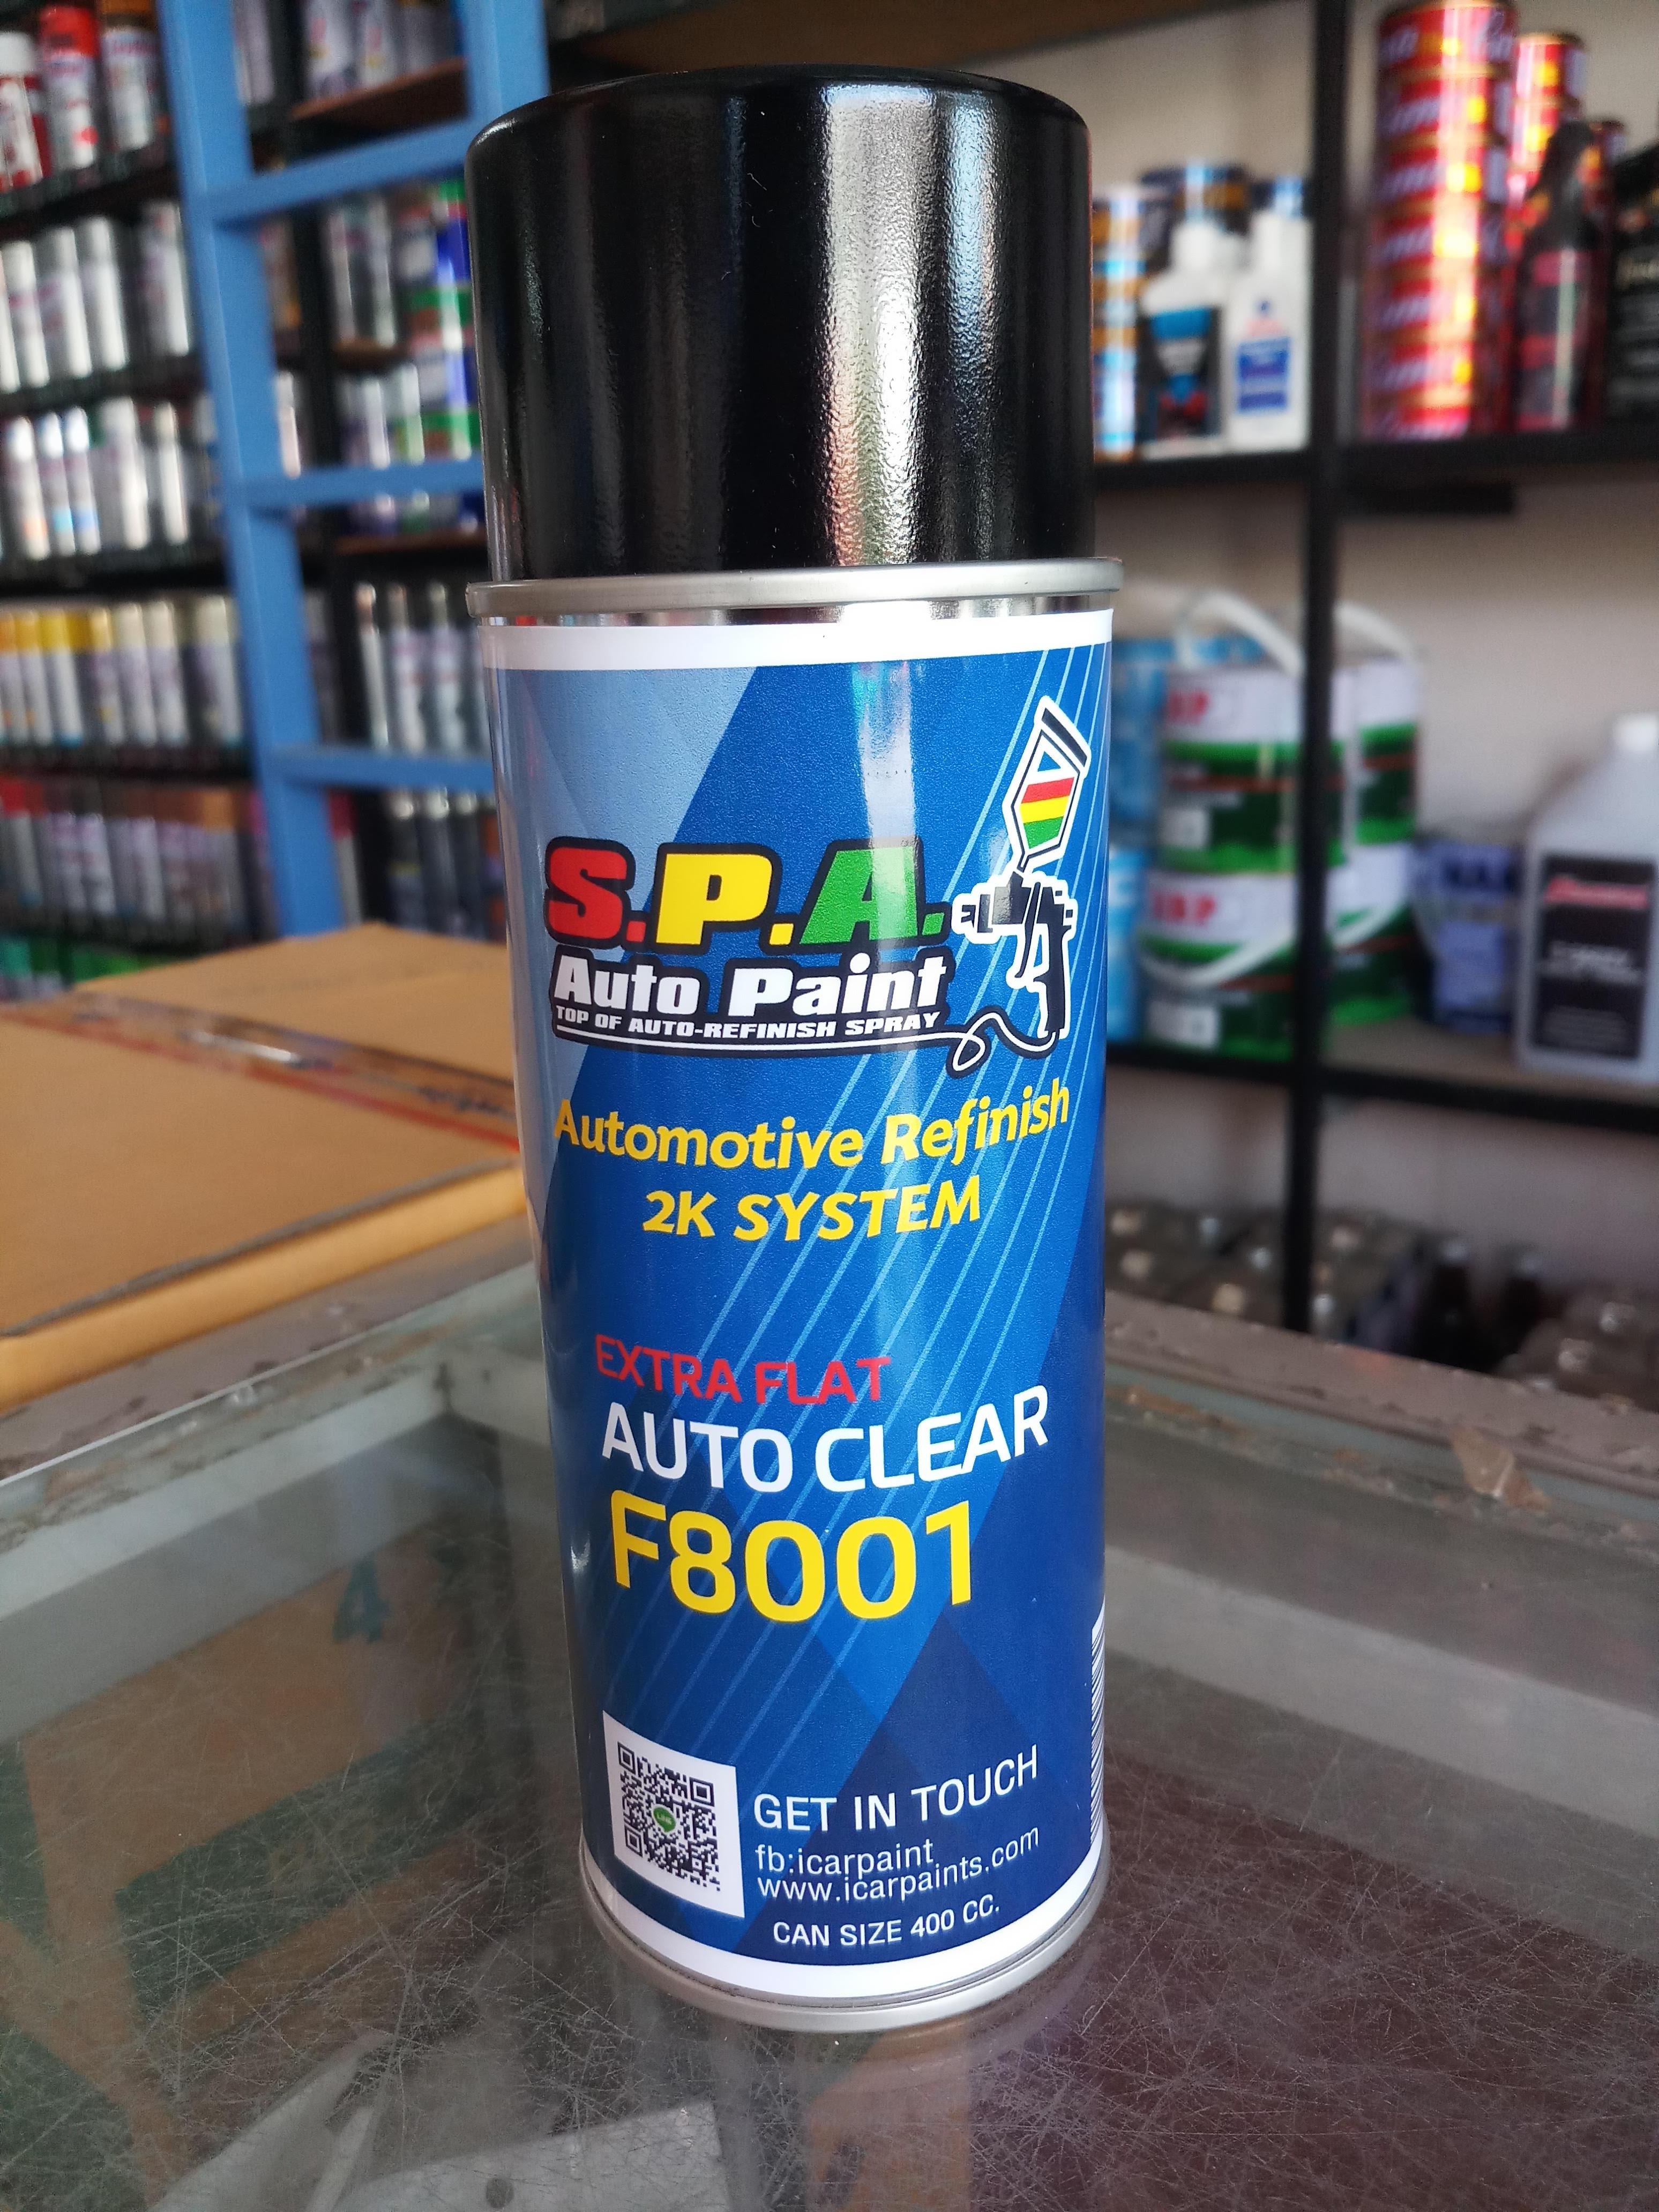 S.P.A.
Auto Paint
TOP OF AUTO-REFINISH SPRAY
Automotive Refinish
2K SYSTEM
EXTRA FLAT
AUTO CLEAR
F8001
LINE
GET IN TOUCH
fb:icarpaint
www.icarpaints.com
CAN SIZE 400 CC.